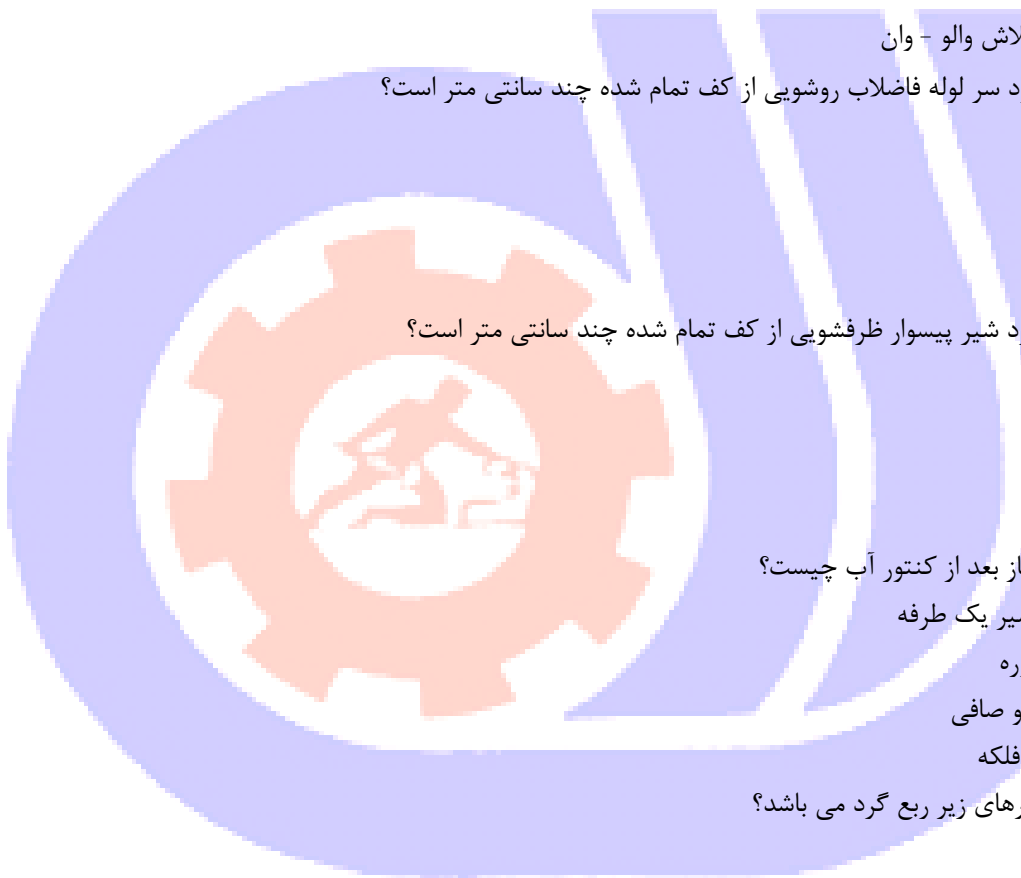 لاش والو - وان
د سر لوله فاضلاب روشویی از کف تمام شده چند سانتی متر است؟
د شیر پیسوار ظرفشویی از کف تمام شده چند سانتی متر است؟
از بعد از کنتور آب چیست؟
یر یک طرفه
ره
و صافی
فلکه
رهای زیر ربع گرد می باشد؟